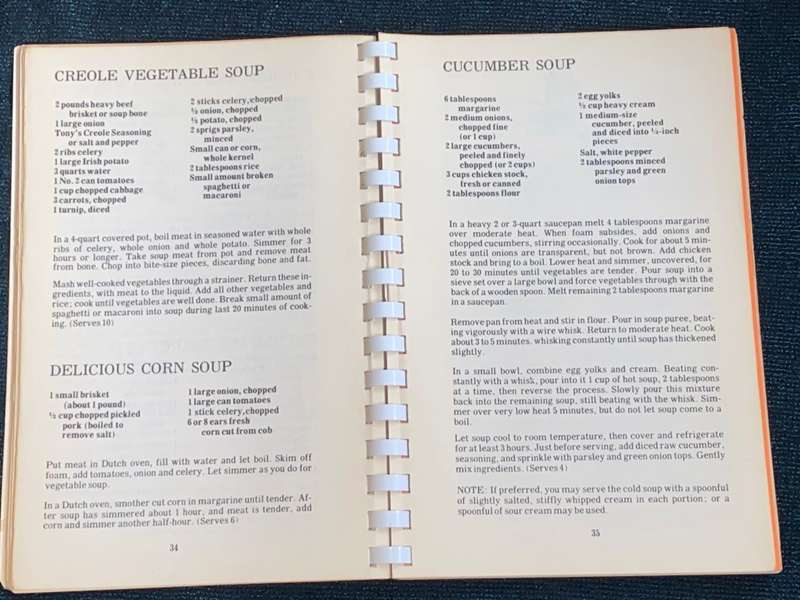 CREOLE VEGETABLE SOUP
2 pounds heavy beef
brisket or soup bone
1 large onion
Tony's Creole Seasoning
or salt and pepper
2 ribs celery
1 large Irish potato
3 quarts water
1 No. 2 can tomatoes
1 cup chopped cabbage
3 carrots, chopped
1 turnip, diced
2 sticks celery, chopped
½ onion, chopped
½ potato, chopped
2 sprigs parsley,
minced
Small can or corn,
whole kernel
2 tablespoons rice
Small amount broken
spaghetti or
macaroni
In a 4-quart covered pot, boil meat in seasoned water with whole
ribs of celery, whole onion and whole potato. Simmer for 3
hours or longer. Take soup meat from pot and remove meat
from bone. Chop into bite-size pieces, discarding bone and fat.
Mash well-cooked vegetables through a strainer. Return these in-
gredients, with meat to the liquid. Add all other vegetables and
rice; cook until vegetables are well done. Break small amount of
spaghetti or macaroni into soup during last 20 minutes of cook-
ing. (Serves 10)
DELICIOUS CORN SOUP
1 small brisket
(about 1 pound)
½ cup chopped pickled
pork (boiled to
remove salt)
1 large onion, chopped
1 large can tomatoes
1 stick celery, chopped
6 or 8 ears fresh
corn cut from cob
Put meat in Dutch oven, fill with water and let boil. Skim off
foam, add tomatoes, onion and celery. Let simmer as you do for
vegetable soup.
In a Dutch oven, smother cut corn in margarine until tender. Af-
ter soup has simmered about 1 hour, and meat is tender, add
corn and simmer another half-hour. (Serves 6)
34
CUCUMBER SOUP
6 tablespoons
margarine
2 medium onions,
chopped fine
(or 1 cup)
2 large cucumbers,
peeled and finely
chopped (or 2 cups)
3 cups chicken stock,
fresh or canned
2 tablespoons flour
2 egg yolks
½ cup heavy cream
1 medium-size
cucumber, peeled
and diced into ¼-inch
pieces
Salt, white pepper
2 tablespoons minced
parsley and green
onion tops
In a heavy 2 or 3-quart saucepan melt 4 tablespoons margarine
over moderate heat. When foam subsides, add onions and
chopped cucumbers, stirring occasionally. Cook for about 5 min-
utes until onions are transparent, but not brown. Add chicken
stock and bring to a boil. Lower heat and simmer, uncovered, for
20 to 30 minutes until vegetables are tender. Pour soup into a
sieve set over a large bowl and force vegetables through with the
back of a wooden spoon. Melt remaining 2 tablespoons margarine
in a saucepan.
Remove pan from heat and stir in flour. Pour in soup puree, beat-
ing vigorously with a wire whisk. Return to moderate heat. Cook
about 3 to 5 minutes. whisking constantly until soup has thickened
slightly.
In a small bowl, combine egg yolks and cream. Beating con-
stantly with a whisk, pour into it 1 cup of hot soup, 2 tablespoons
at a time, then reverse the process. Slowly pour this mixture
back into the remaining soup, still beating with the whisk. Sim-
mer over very low heat 5 minutes, but do not let soup come to a
boil.
Let soup cool to room temperature, then cover and refrigerate
for at least 3 hours. Just before serving, add diced raw cucumber,
seasoning, and sprinkle with parsley and green onion tops. Gently
mix ingredients. (Serves 4)
NOTE: If preferred, you may serve the cold soup with a spoonful
of slightly salted, stiffly whipped cream in each portion; or a
spoonful of sour cream may be used.
35